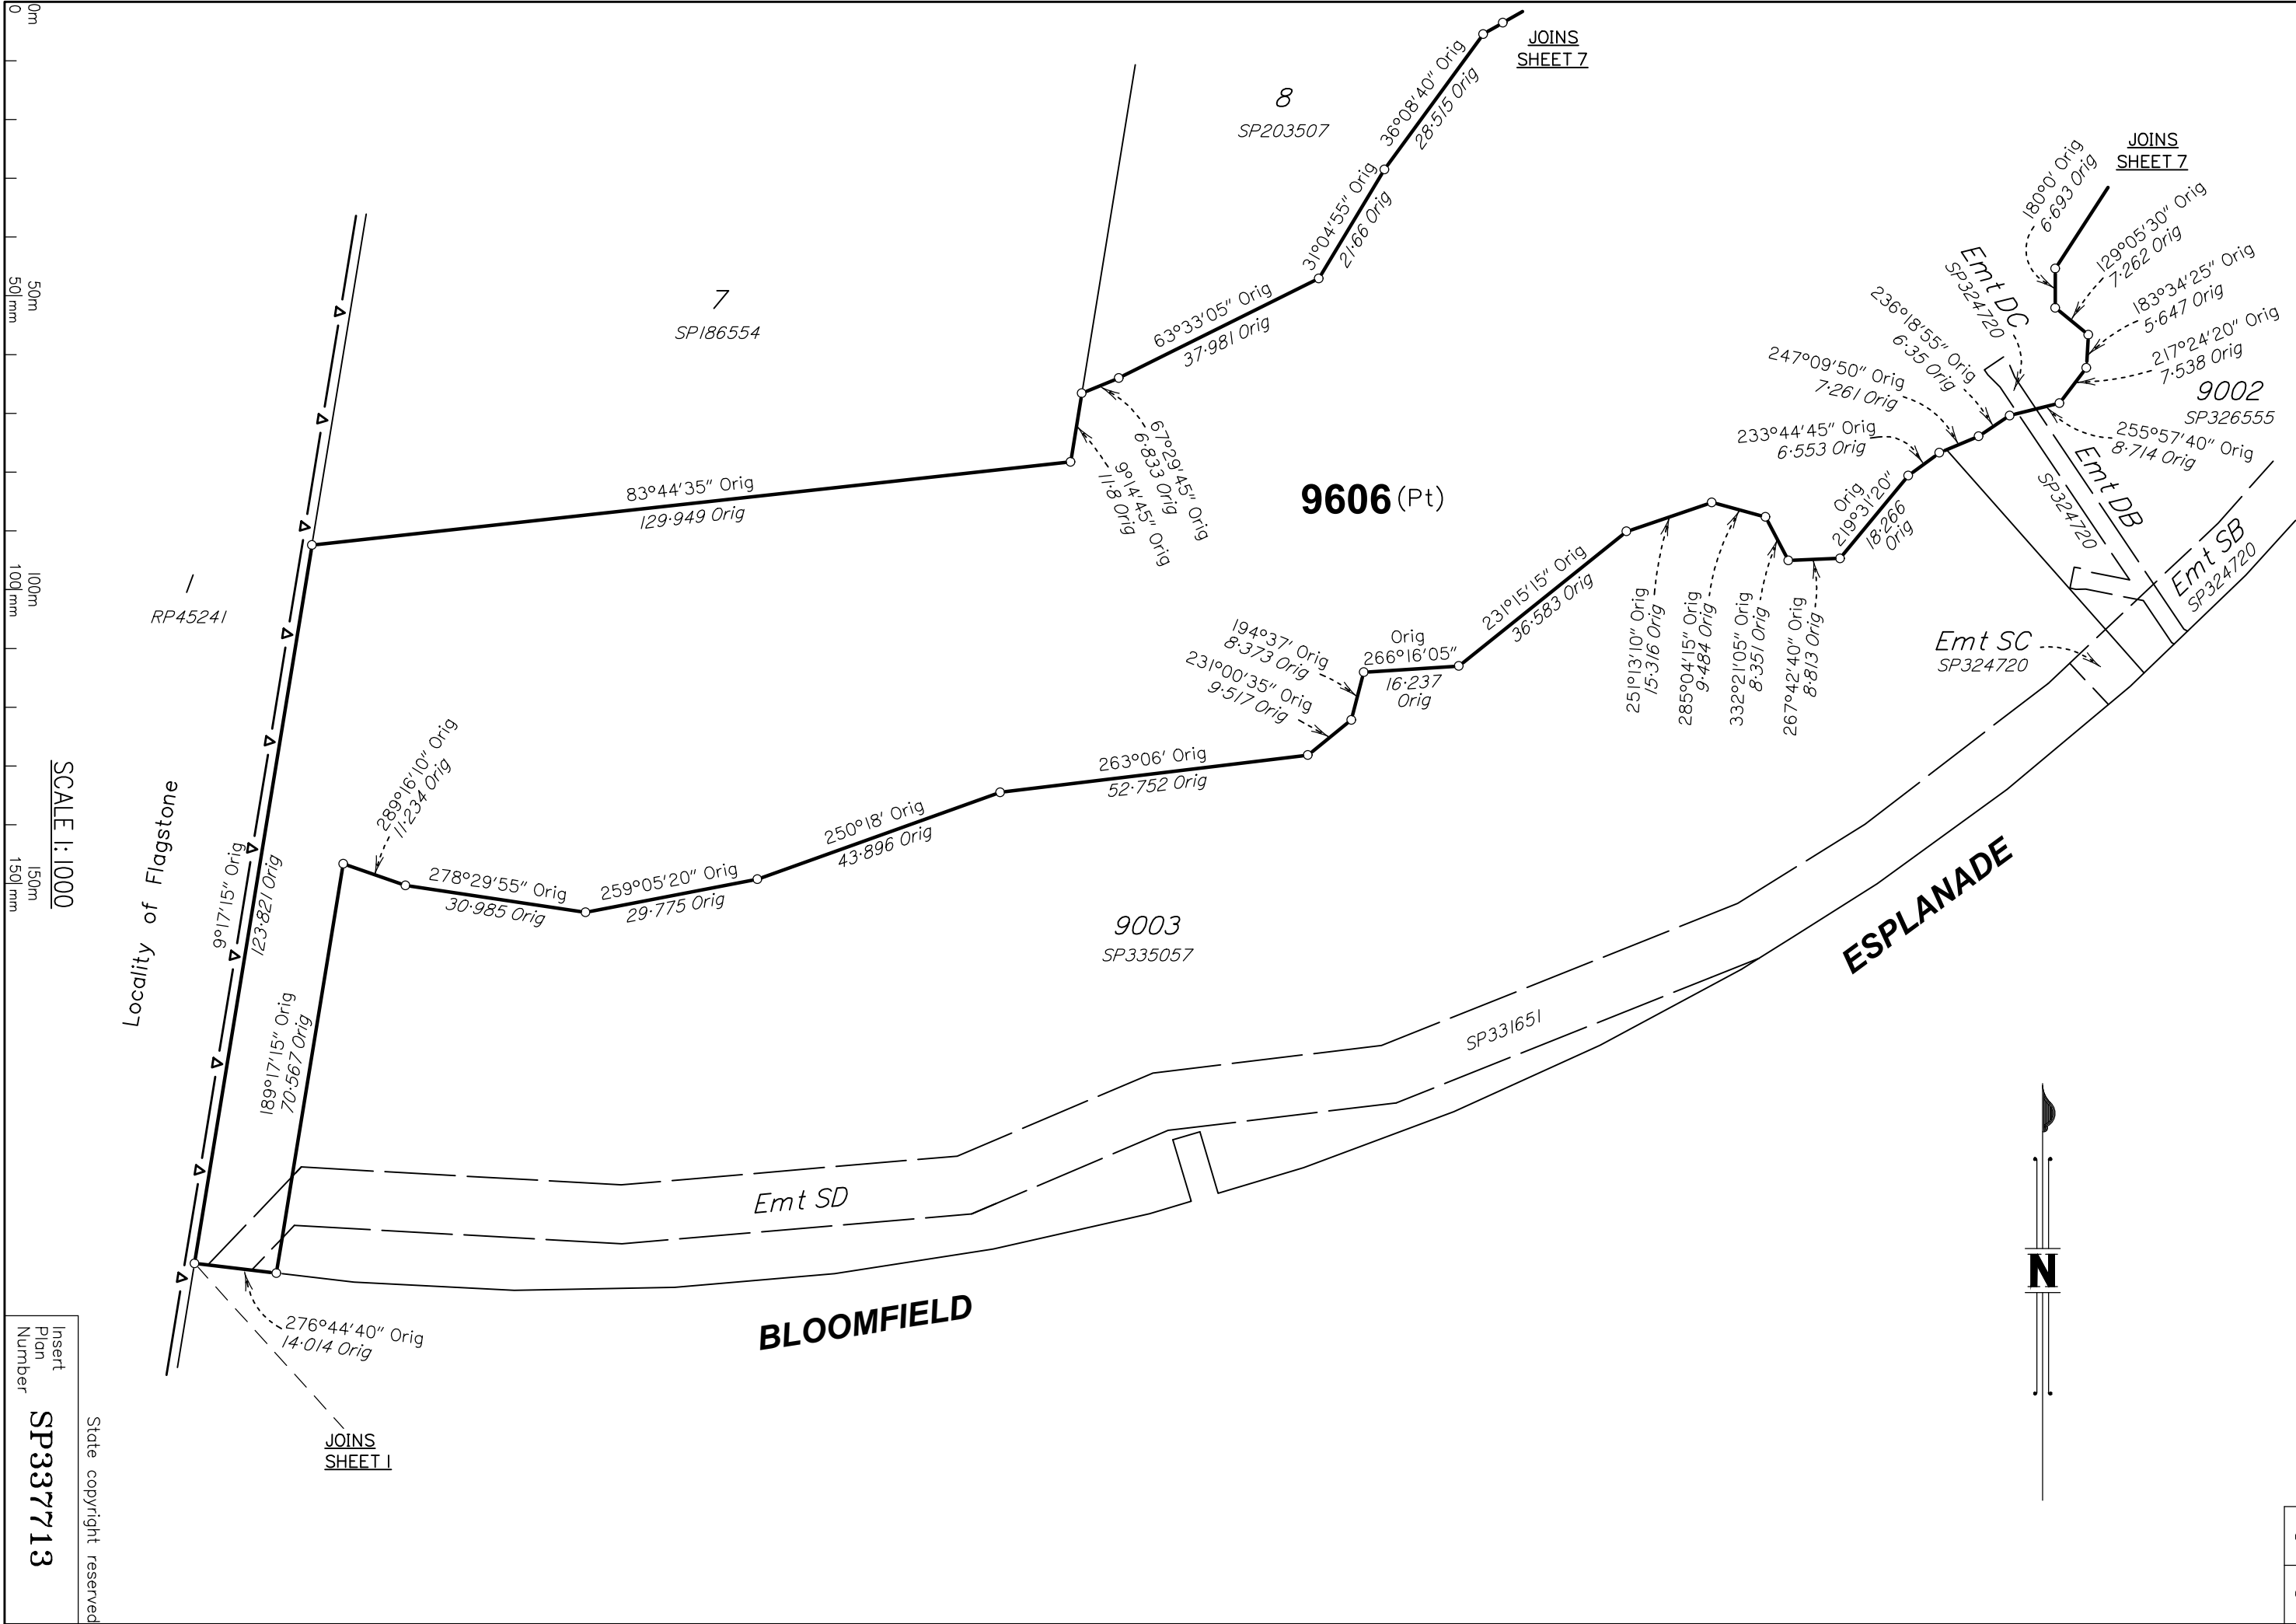 0m
0
50m
50mm
100m
100mm
150m
150mm
SCALE 1:1000
JOINS
SHEET 7
8
SP203507
36°08'40" Orig
28·515 Orig
31°04'55" Orig
21·66 Orig
63°33'05" Orig
37·981 Orig
67°29'45" Orig
6·833 Orig
9°14'45" Orig
11·8 Orig
7
SP186554
83°44'35" Orig
129·949 Orig
1
RP45241
9606 (Pt)
JOINS
SHEET 7
180°0' Orig
6·693 Orig
129°05'30" Orig
7·262 Orig
183°34'25" Orig
5·647 Orig
217°24'20" Orig
7·538 Orig
9002
SP326555
255°57'40" Orig
8·714 Orig
Emt DC
SP324720
236°18'55" Orig
6·35 Orig
247°09'50" Orig
7·261 Orig
233°44'45" Orig
6·553 Orig
Orig
219°31'20"
18·266
Orig
Emt DB
SP324720
Emt SB
SP324720
Emt SC
SP324720
267°42'40" Orig
8·813 Orig
332°21'05" Orig
8·351 Orig
285°04'15" Orig
9·484 Orig
251°13'10" Orig
15·316 Orig
231°15'15" Orig
36·583 Orig
Orig
266°16'05"
16·237
Orig
194°37' Orig
8·373 Orig
231°00'35" Orig
9·517 Orig
263°06' Orig
52·752 Orig
250°18' Orig
43·896 Orig
259°05'20" Orig
29·775 Orig
278°29'55" Orig
30·985 Orig
289°16'10" Orig
11·234 Orig
9°17'15" Orig
123·821 Orig
Locality of Flagstone
189°17'15" Orig
70·567 Orig
9003
SP335057
SP331651
Emt SD
ESPLANADE
BLOOMFIELD
276°44'40" Orig
14·014 Orig
JOINS
SHEET 1
N
State copyright reserved
Insert
Plan
Number
SP337713